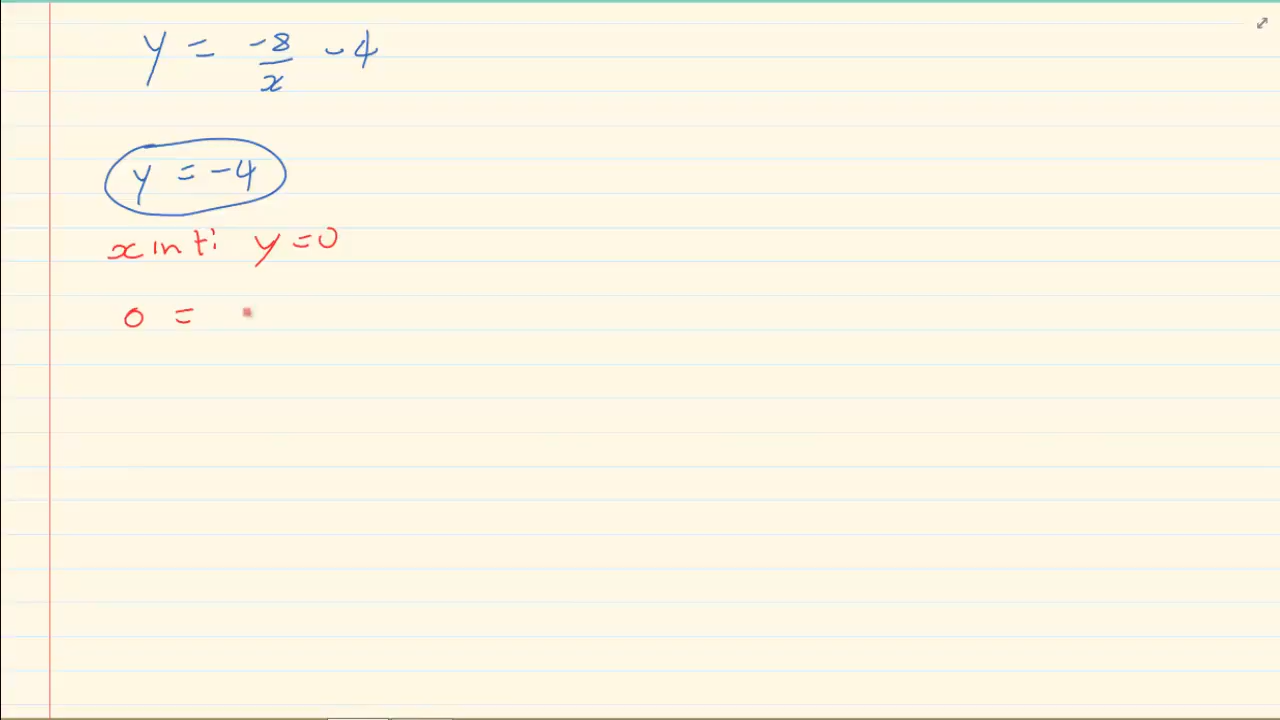 y = -8/x - 4
y = -4
x int: y = 0
0 =